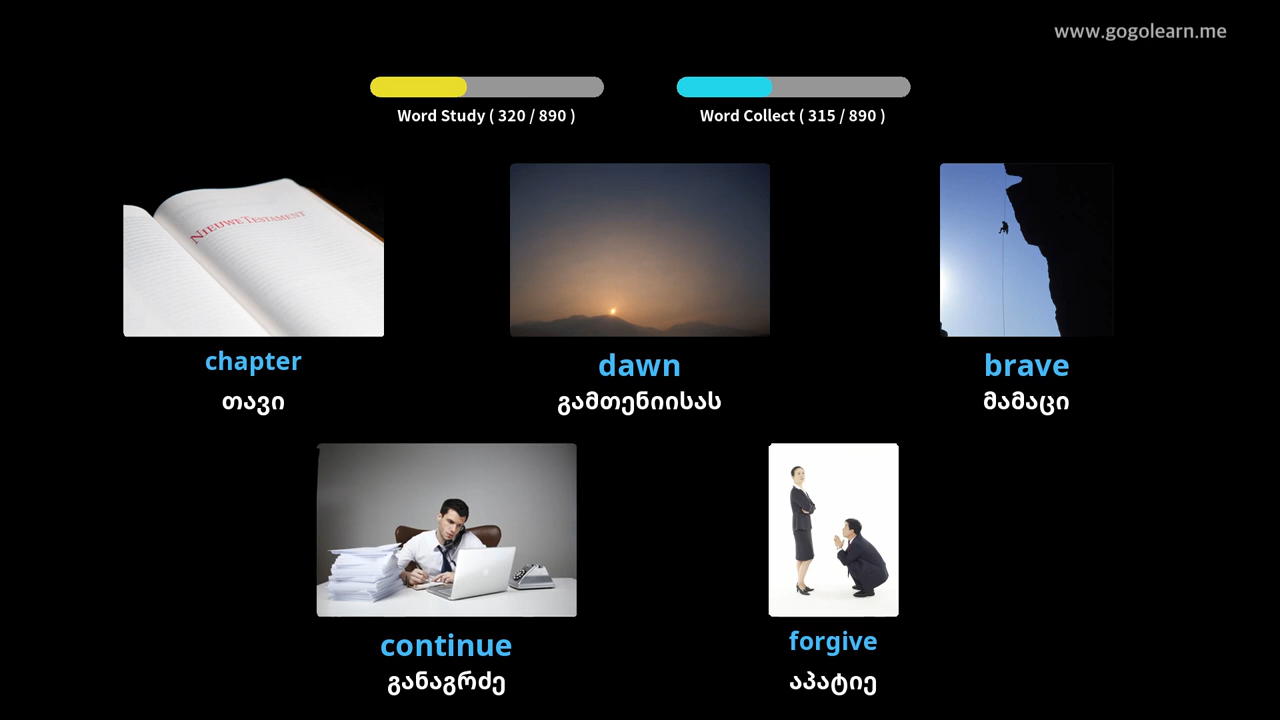 www.gogolearn.me
Word Study ( 320 / 890 )
Word Collect ( 315 / 890 )
NIEUWE TESTAMENT
chapter
თავი
dawn
გამთენიისას
brave
მამაცი
continue
განაგრძე
forgive
აპატიე